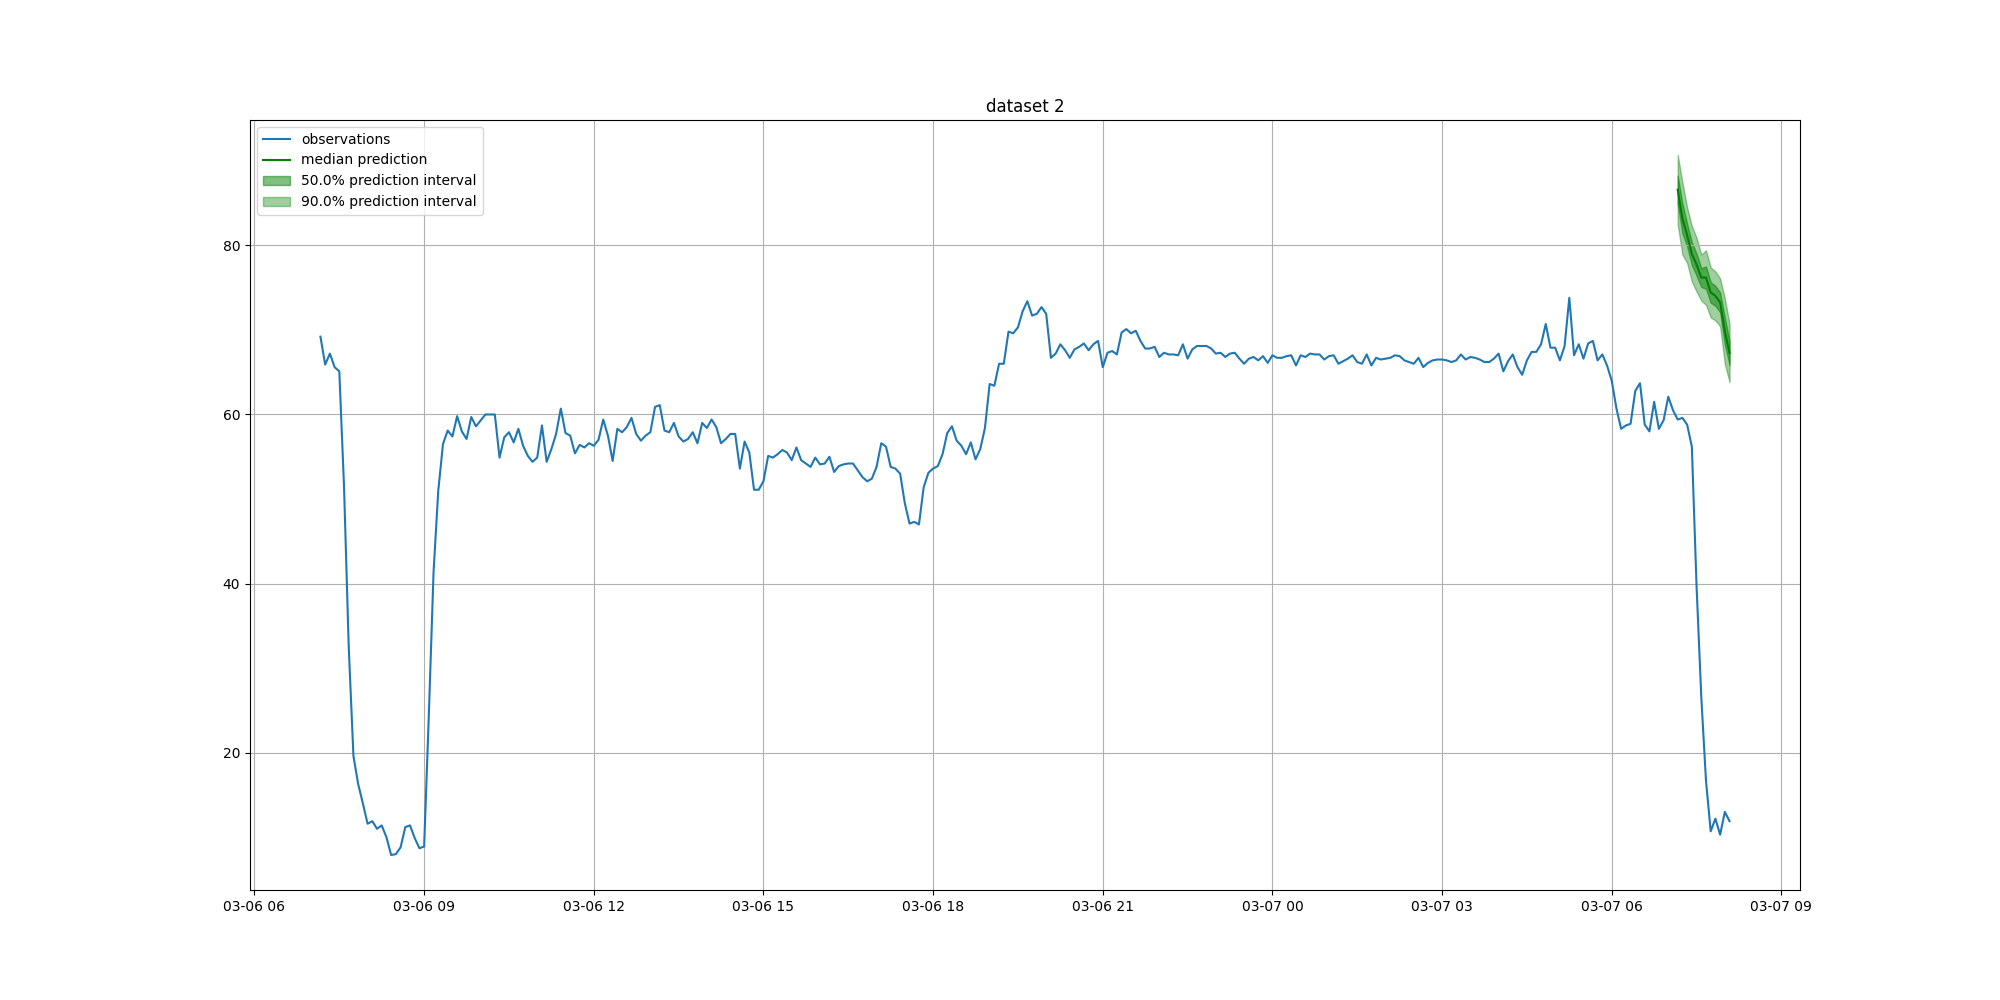 dataset 2
observations
median prediction
50.0% prediction interval
90.0% prediction interval
80
60
40
20
03-06 06
03-06 09
03-06 12
03-06 15
03-06 18
03-06 21
03-07 00
03-07 03
03-07 06
03-07 09